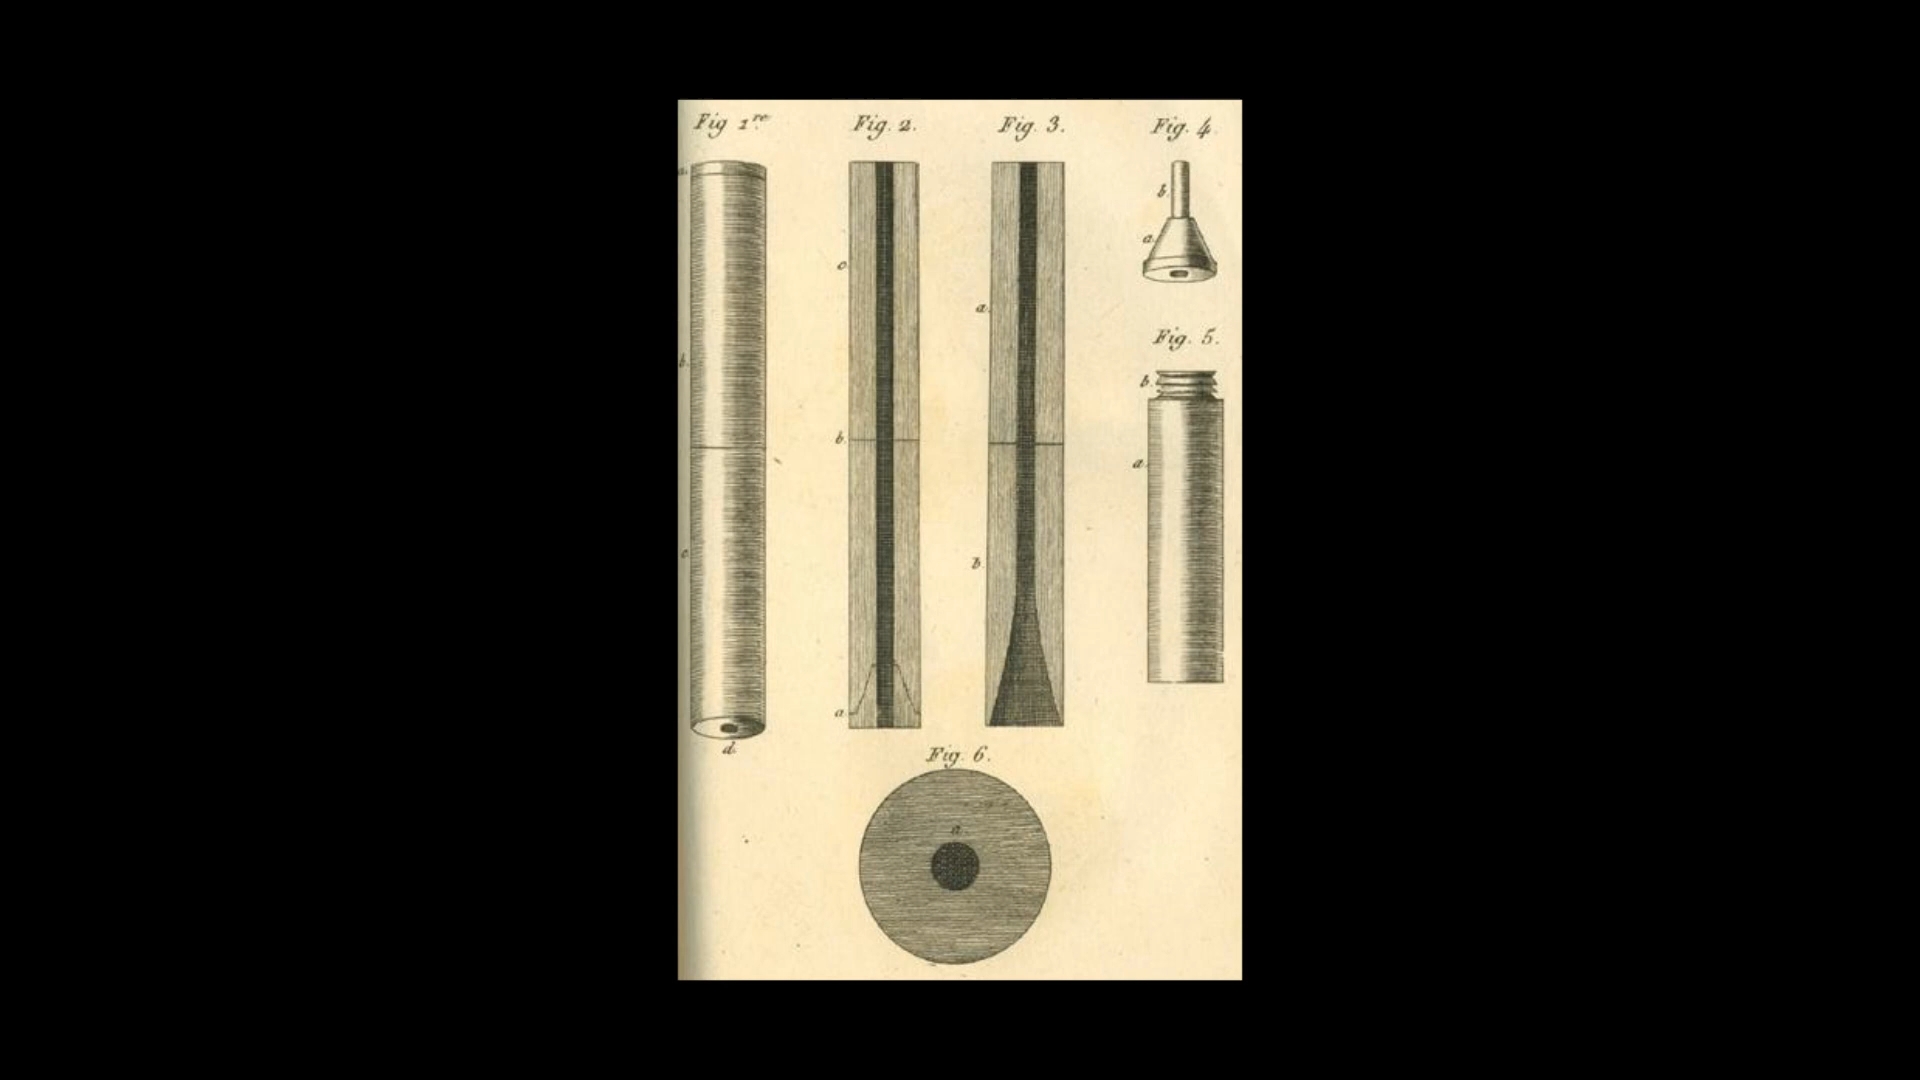 Fig 1re.
Fig. 2.
Fig. 3.
Fig. 4.
a.
b.
c.
d.
c.
b.
a.
a.
b.
b.
a.
Fig. 5.
b.
a.
Fig. 6.
a.